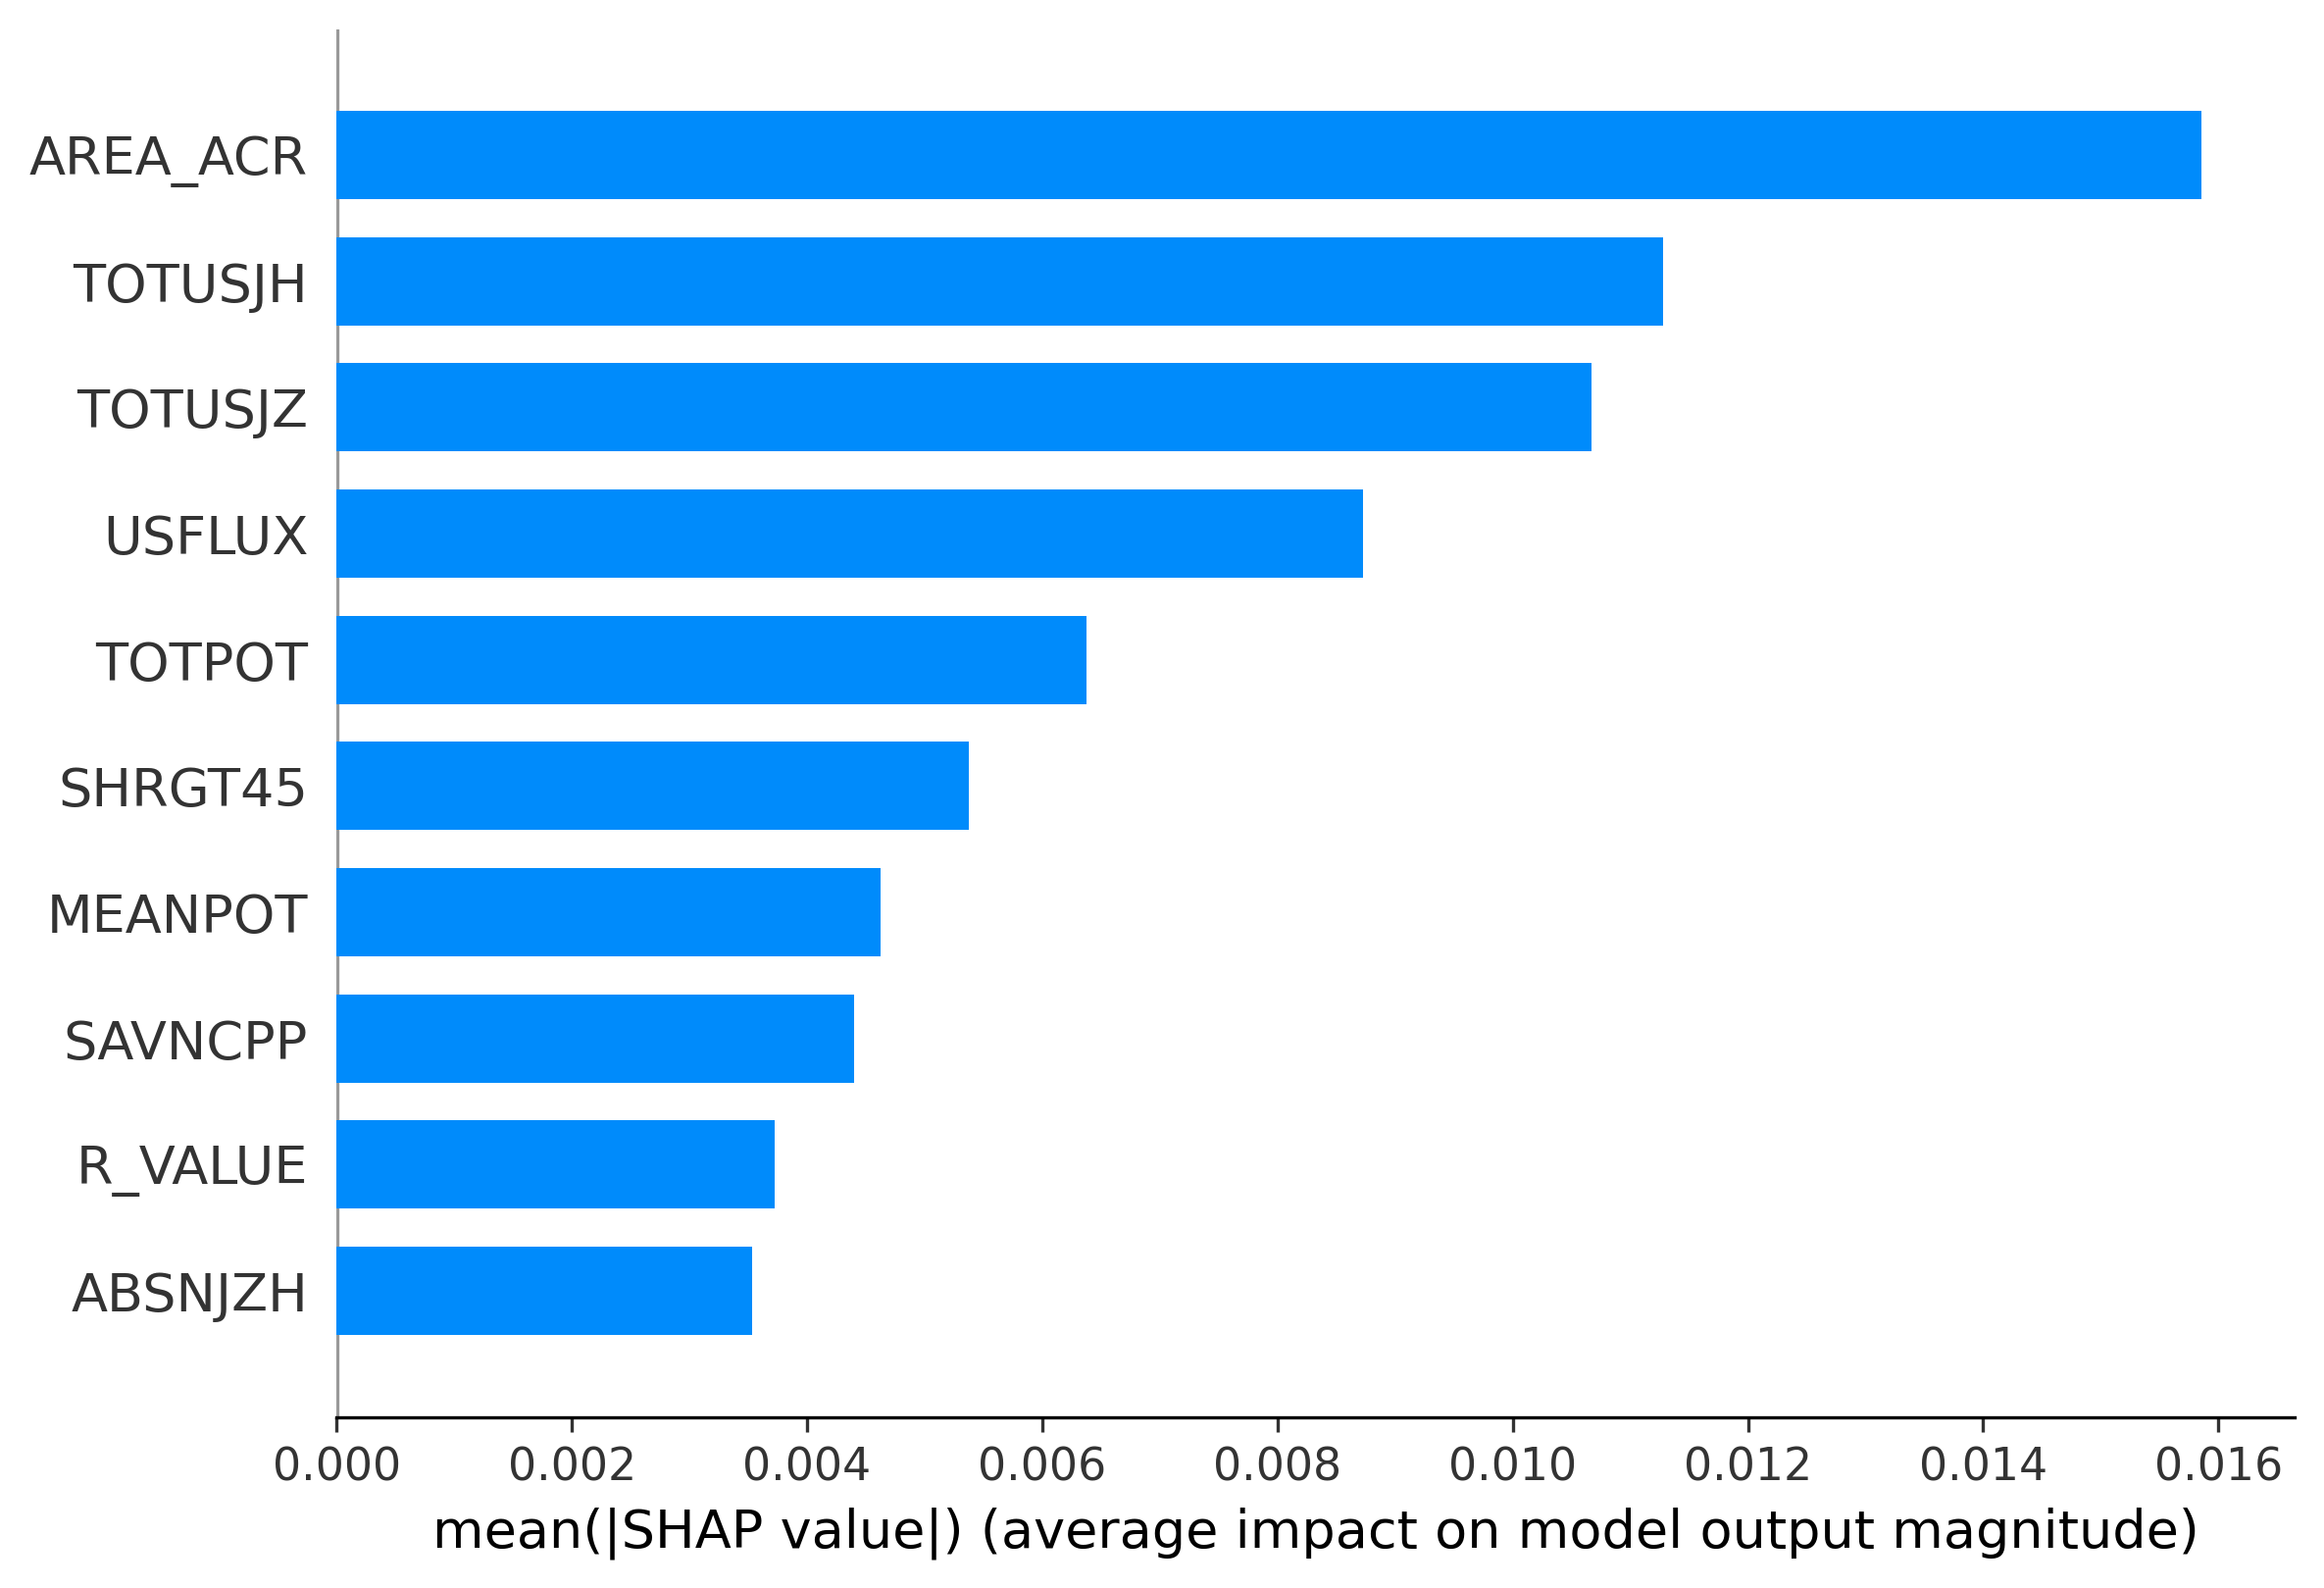 AREA_ACR
TOTUSJH
TOTUSJZ
USFLUX
TOTPOT
SHRGT45
MEANPOT
SAVNCPP
R_VALUE
ABSNJZH
0.000 0.002 0.004 0.006 0.008 0.010 0.012 0.014 0.016
mean(|SHAP value|) (average impact on model output magnitude)